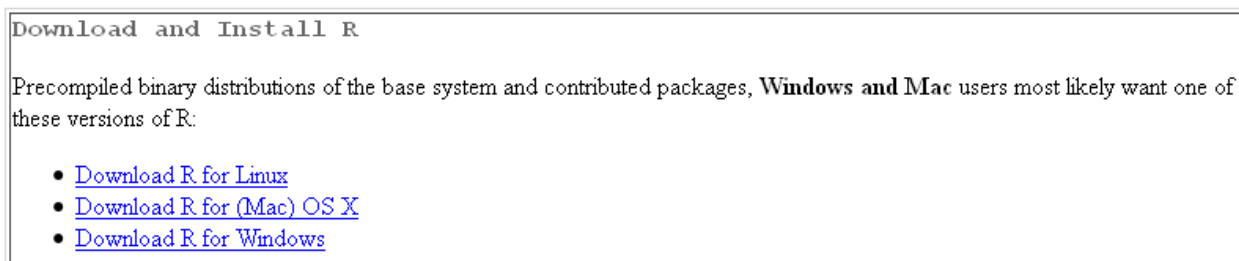 Download and Install R
Precompiled binary distributions of the base system and contributed packages, Windows and Mac users most likely want one of
these versions of R:
• Download R for Linux
• Download R for (Mac) OS X
• Download R for Windows